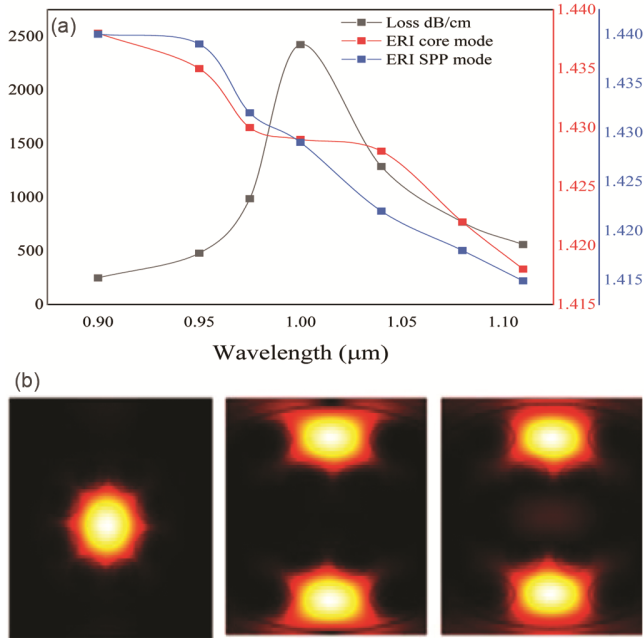 (a)
Loss dB/cm
ERI core mode
ERI SPP mode
2500
2000
1500
1000
500
0
0.90 0.95 1.00 1.05 1.10
Wavelength (µm)
1.440
1.435
1.430
1.425
1.420
1.415
1.440
1.435
1.430
1.425
1.420
1.415
(b)